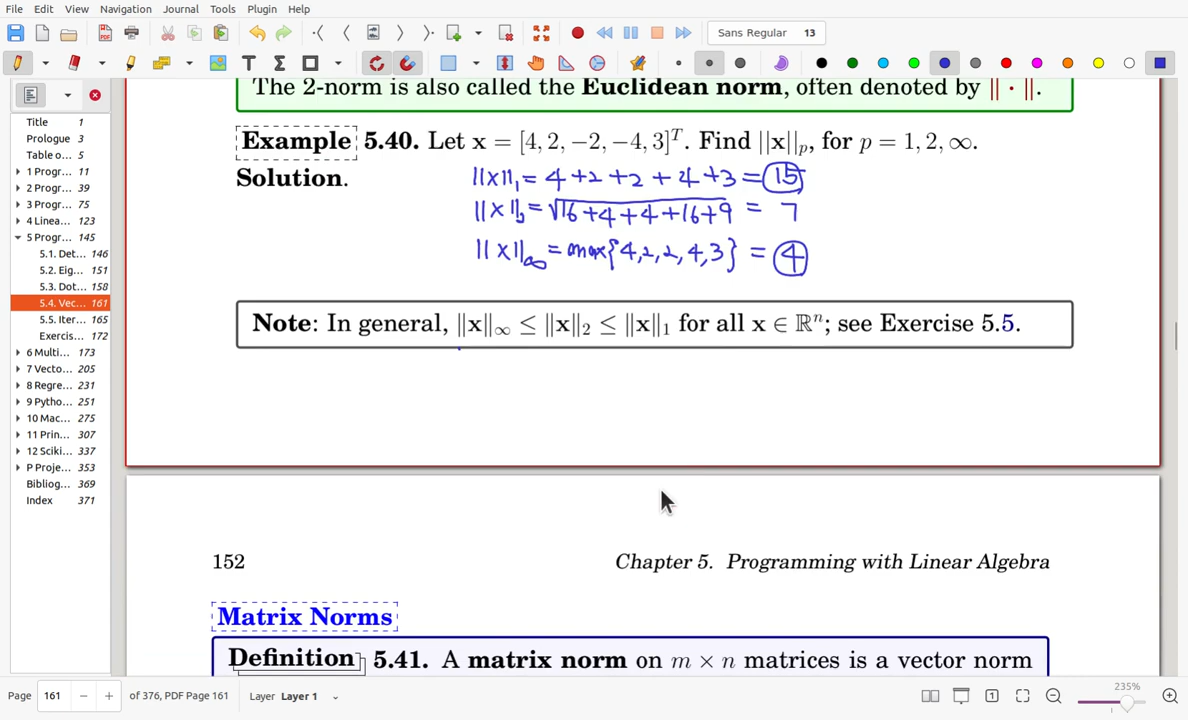 File Edit View Navigation Journal Tools Plugin Help
Sans Regular 13
Title 1
Prologue 3
Table o... 5
1 Progr... 11
2 Progr... 39
3 Progr... 75
4 Linea... 123
5 Progr... 145
5.1. Det... 146
5.2. Eig... 151
5.3. Dot... 158
5.4. Vec... 161
5.5. Iter... 165
Exercis... 172
6 Multi... 173
7 Vecto... 205
8 Regre... 231
9 Pytho... 251
10 Mac... 275
11 Prin... 307
12 Sciki... 337
P Proje... 353
Bibliog... 369
Index 371
The 2-norm is also called the Euclidean norm, often denoted by ‖ · ‖.
Example 5.40. Let x = [4, 2, −2, −4, 3]ᵀ. Find ||x||ₚ, for p = 1, 2, ∞.
Solution.
||x||₁ = 4 + 2 + 2 + 4 + 3 = 15
||x||₂ = √16 + 4 + 4 + 16 + 9 = 7
||x||∞ = max{4, 2, 2, 4, 3} = 4
Note: In general, ‖x‖∞ ≤ ‖x‖₂ ≤ ‖x‖₁ for all x ∈ ℝⁿ; see Exercise 5.5.
152 Chapter 5. Programming with Linear Algebra
Matrix Norms
Definition 5.41. A matrix norm on m × n matrices is a vector norm
Page 161 − + of 376, PDF Page 161 Layer Layer 1 235%